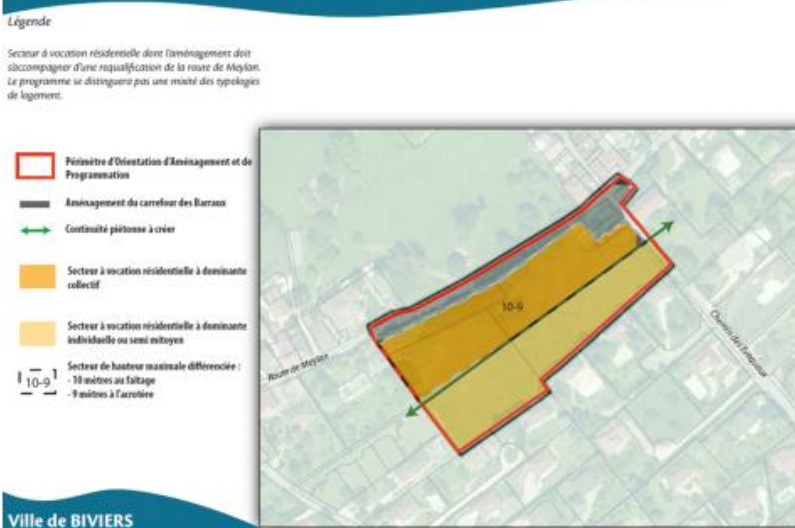 Légende
Secteur à vocation résidentielle dont l'aménagement doit
s'accompagner d'une requalification de la route de Meylan.
Le programme se distinguera pas une mixité des typologies
de logement.
Périmètre d'Orientation d'Aménagement et de
Programmation
Aménagement du carrefour des Barraux
Continuité piétonne à créer
Secteur à vocation résidentielle à dominante
collectif
Secteur à vocation résidentielle à dominante
individuelle ou semi mitoyen
10-9
Secteur de hauteur maximale différenciée :
- 10 mètres au faitage
- 9 mètres à l'acrotère
10-9
Route de Meylan
Chemin des
Ville de BIVIERS